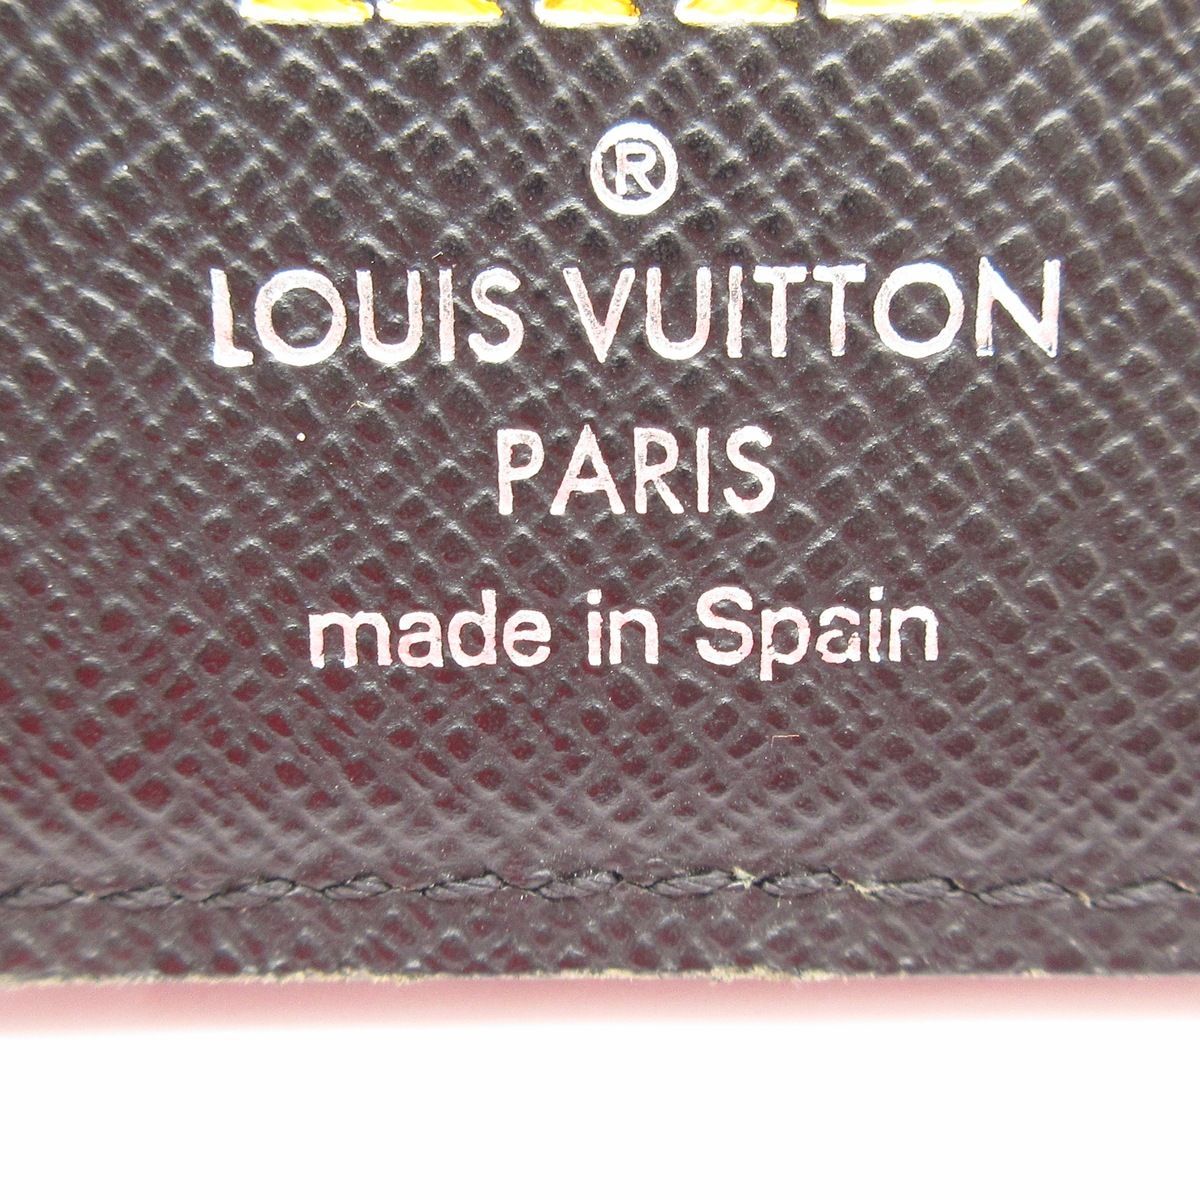 ®
LOUIS VUITTON
PARIS
made in Spain